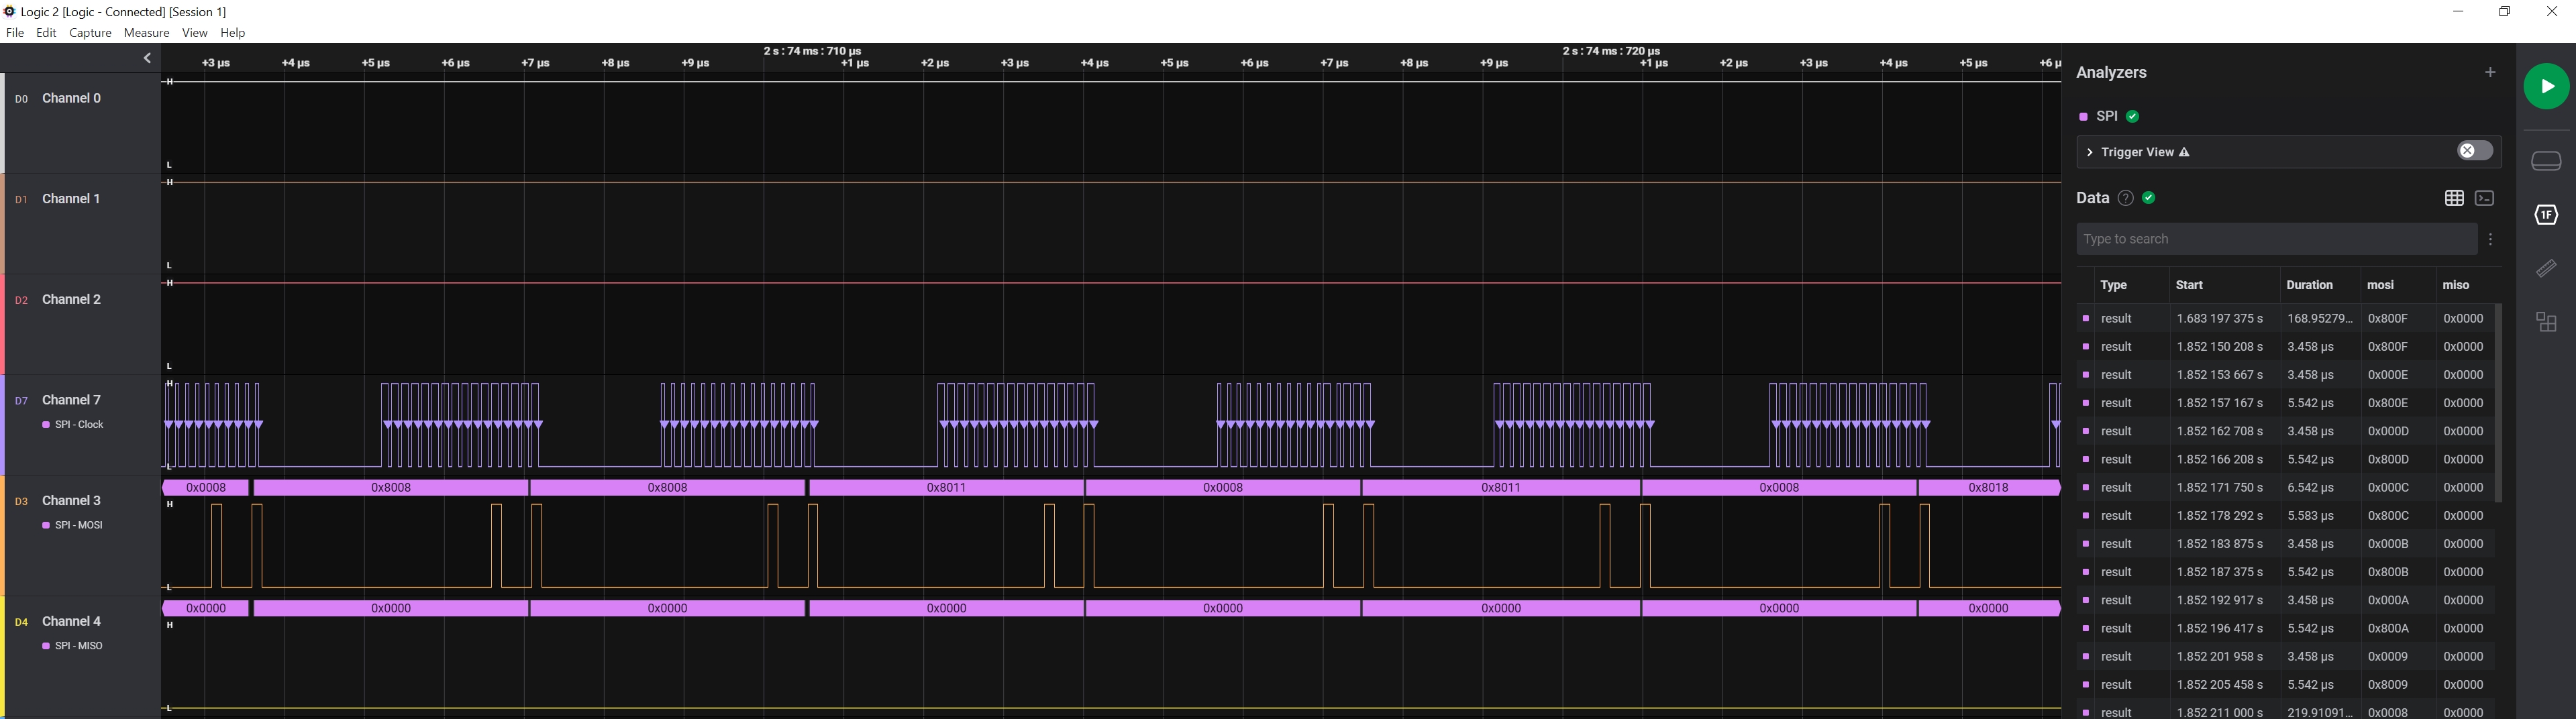 Logic 2 [Logic - Connected] [Session 1]
File Edit Capture Measure View Help
2 s : 74 ms : 710 µs 2 s : 74 ms : 720 µs
+3 µs +4 µs +5 µs +6 µs +7 µs +8 µs +9 µs +1 µs +2 µs +3 µs +4 µs +5 µs +6 µs +7 µs +8 µs +9 µs +1 µs +2 µs +3 µs +4 µs +5 µs +6 µ
H
D0 Channel 0
L
H
D1 Channel 1
L
H
D2 Channel 2
L
H
D7 Channel 7
SPI - Clock
L
0x0008 0x8008 0x8008 0x8011 0x0008 0x8011 0x0008 0x8018
D3 Channel 3
H
SPI - MOSI
L
0x0000 0x0000 0x0000 0x0000 0x0000 0x0000 0x0000 0x0000
D4 Channel 4
H
SPI - MISO
L
Analyzers
SPI
Trigger View
Data ?
Type to search
Type Start Duration mosi miso
result 1.683 197 375 s 168.95279... 0x800F 0x0000
result 1.852 150 208 s 3.458 µs 0x800F 0x0000
result 1.852 153 667 s 3.458 µs 0x000E 0x0000
result 1.852 157 167 s 5.542 µs 0x800E 0x0000
result 1.852 162 708 s 3.458 µs 0x000D 0x0000
result 1.852 166 208 s 5.542 µs 0x800D 0x0000
result 1.852 171 750 s 6.542 µs 0x000C 0x0000
result 1.852 178 292 s 5.583 µs 0x800C 0x0000
result 1.852 183 875 s 3.458 µs 0x000B 0x0000
result 1.852 187 375 s 5.542 µs 0x800B 0x0000
result 1.852 192 917 s 3.458 µs 0x000A 0x0000
result 1.852 196 417 s 5.542 µs 0x800A 0x0000
result 1.852 201 958 s 3.458 µs 0x0009 0x0000
result 1.852 205 458 s 5.542 µs 0x8009 0x0000
result 1.852 211 000 s 219.91091... 0x0008 0x0000
1F